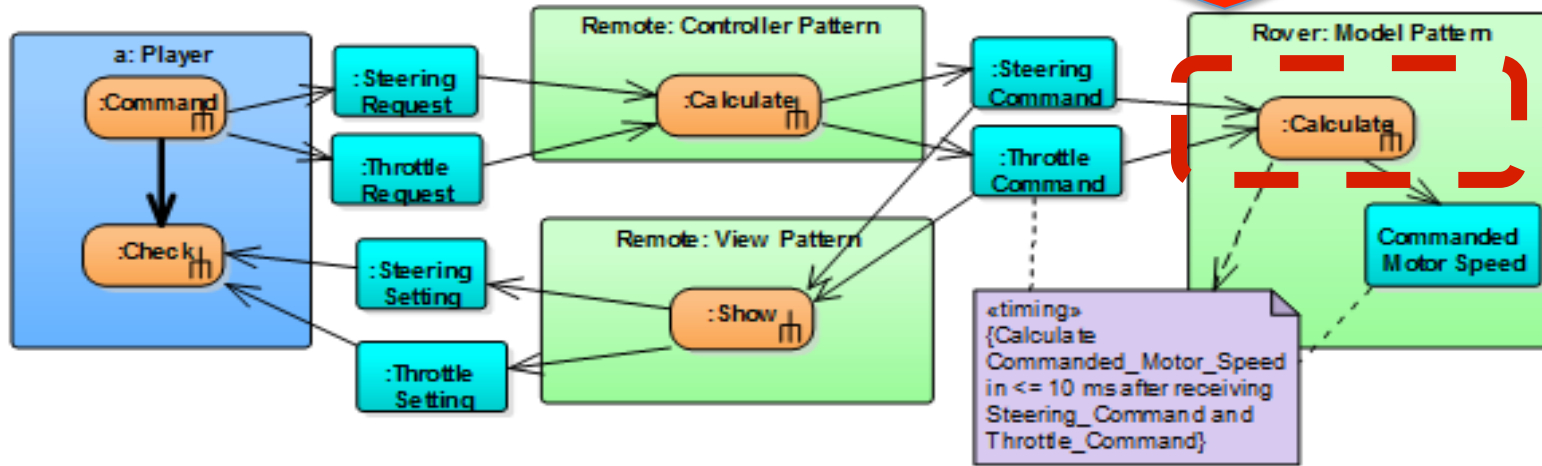 a: Player
:Command
:Check
:Steering
Request
:Throttle
Request
Remote: Controller Pattern
:Calculate
:Steering
Command
:Throttle
Command
Rover: Model Pattern
:Calculate
Commanded
Motor Speed
:Steering
Setting
:Throttle
Setting
Remote: View Pattern
:Show
«timing»
{Calculate
Commanded_Motor_Speed
in <= 10 ms after receiving
Steering_Command and
Throttle_Command}